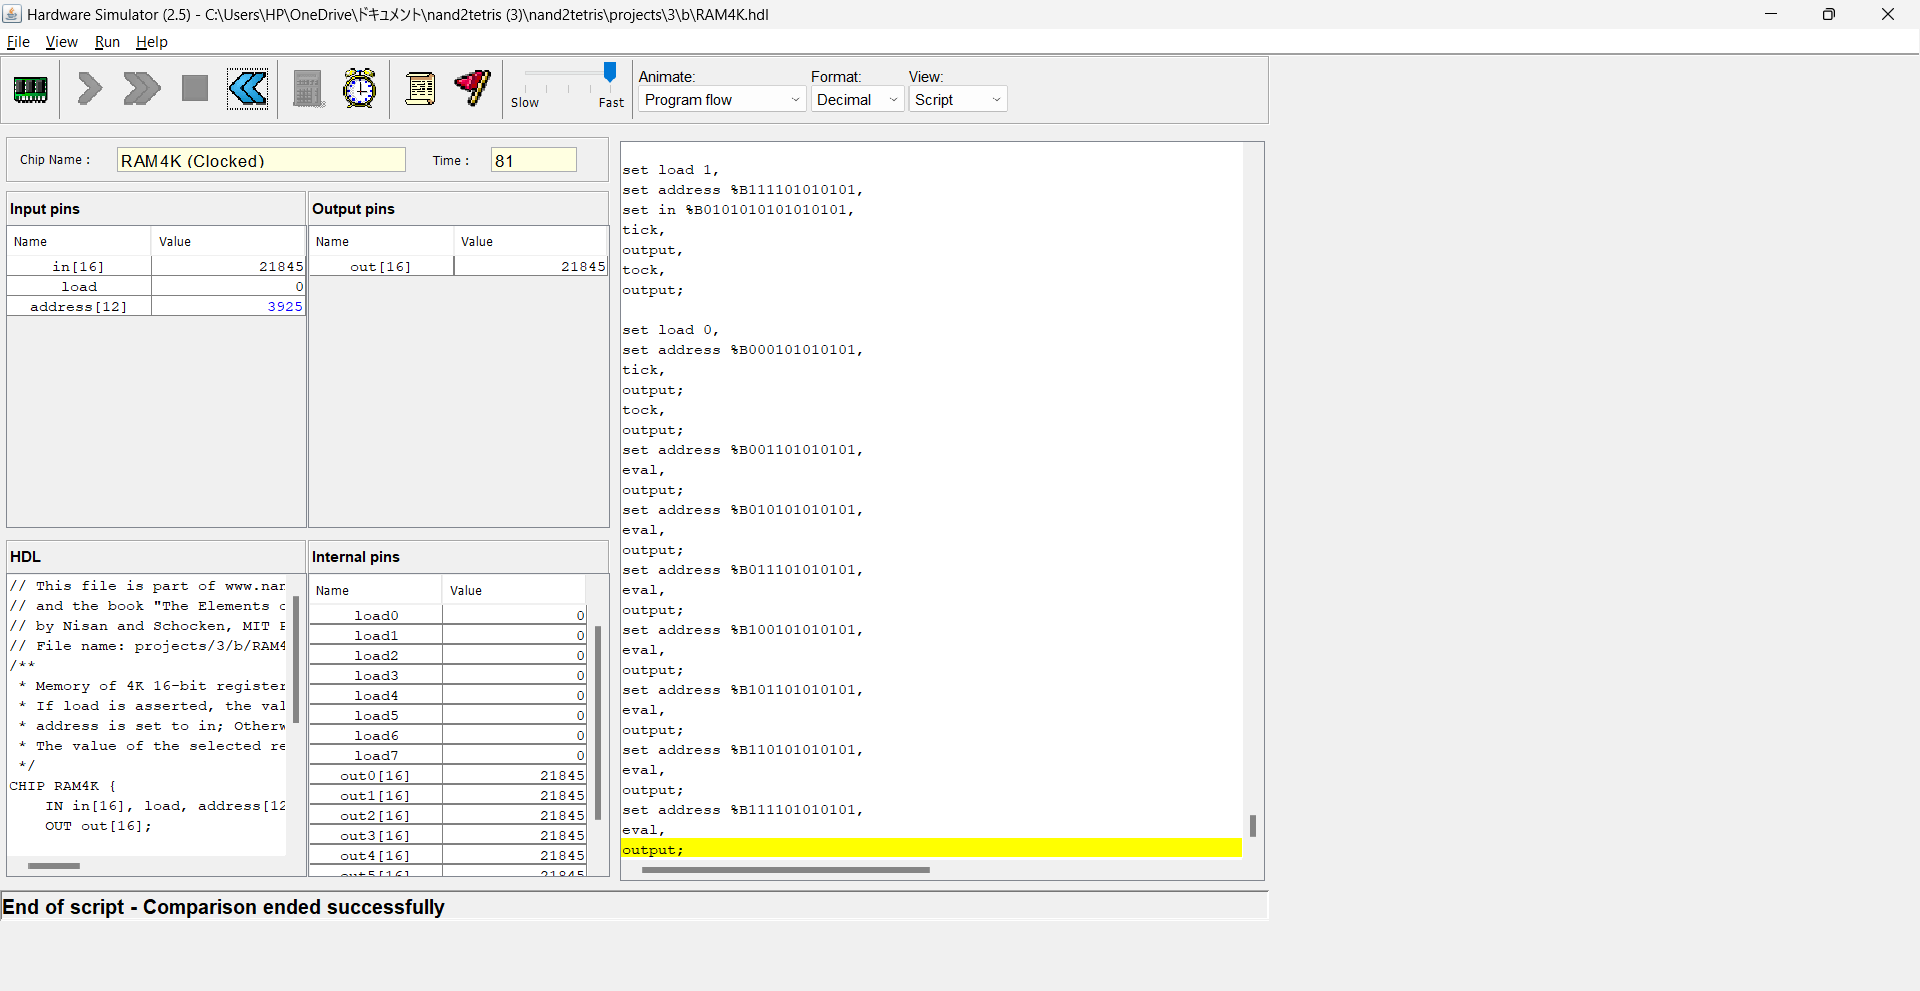 Hardware Simulator (2.5) - C:\Users\HP\OneDrive\ドキュメント\nand2tetris (3)\nand2tetris\projects\3\b\RAM4K.hdl
File View Run Help
Slow Fast
Animate: Format: View:
Program flow Decimal Script
Chip Name : RAM4K (Clocked) Time : 81
Input pins
Name Value
in[16] 21845
load 0
address[12] 3925
Output pins
Name Value
out[16] 21845
HDL
// This file is part of www.nan
// and the book "The Elements o
// by Nisan and Schocken, MIT P
// File name: projects/3/b/RAM4
/**
* Memory of 4K 16-bit register
* If load is asserted, the val
* address is set to in; Otherw
* The value of the selected re
*/
CHIP RAM4K {
IN in[16], load, address[12
OUT out[16];
Internal pins
Name Value
load0 0
load1 0
load2 0
load3 0
load4 0
load5 0
load6 0
load7 0
out0[16] 21845
out1[16] 21845
out2[16] 21845
out3[16] 21845
out4[16] 21845
out5[16] 21845
set load 1,
set address %B111101010101,
set in %B0101010101010101,
tick,
output,
tock,
output;
set load 0,
set address %B000101010101,
tick,
output;
tock,
output;
set address %B001101010101,
eval,
output;
set address %B010101010101,
eval,
output;
set address %B011101010101,
eval,
output;
set address %B100101010101,
eval,
output;
set address %B101101010101,
eval,
output;
set address %B110101010101,
eval,
output;
set address %B111101010101,
eval,
output;
End of script - Comparison ended successfully